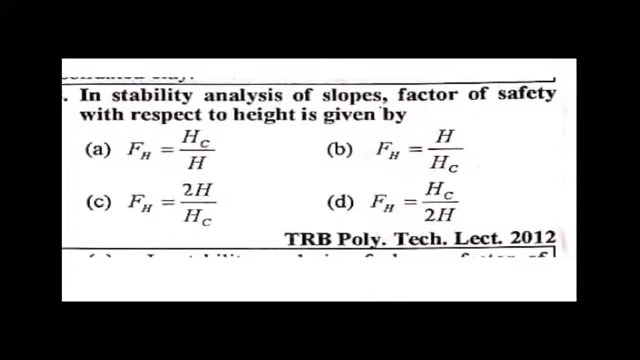 . In stability analysis of slopes, factor of safety
with respect to height is given by
(a) F_H = H_C / H (b) F_H = H / H_C
(c) F_H = 2H / H_C (d) F_H = H_C / 2H
TRB Poly. Tech. Lect. 2012